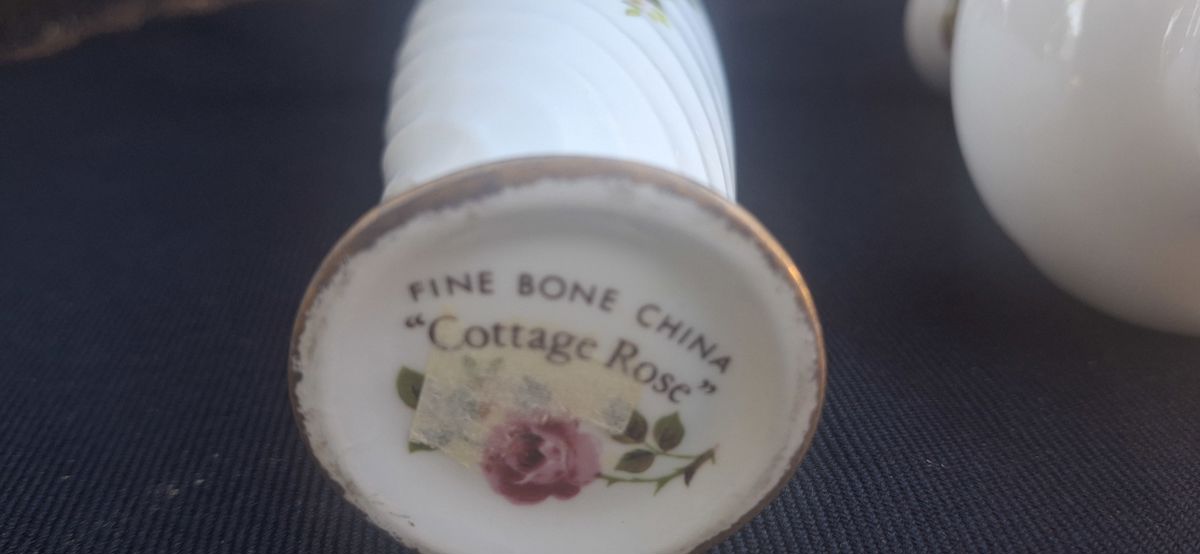 FINE BONE CHINA
“Cottage Rose”